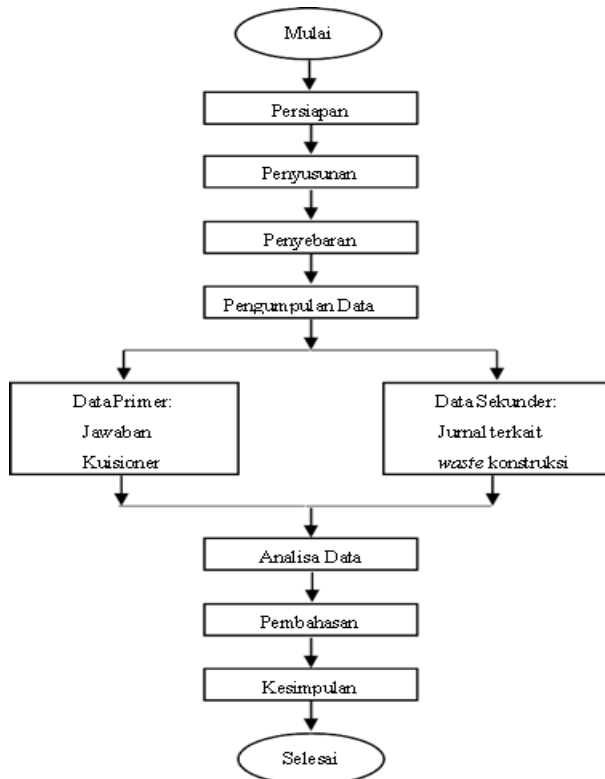 Mulai
Persiapan
Penyusunan
Penyebaran
Pengumpulan Data
Data Primer:
Jawaban
Kuisioner
Data Sekunder:
Jurnal terkait
waste konstruksi
Analisa Data
Pembahasan
Kesimpulan
Selesai